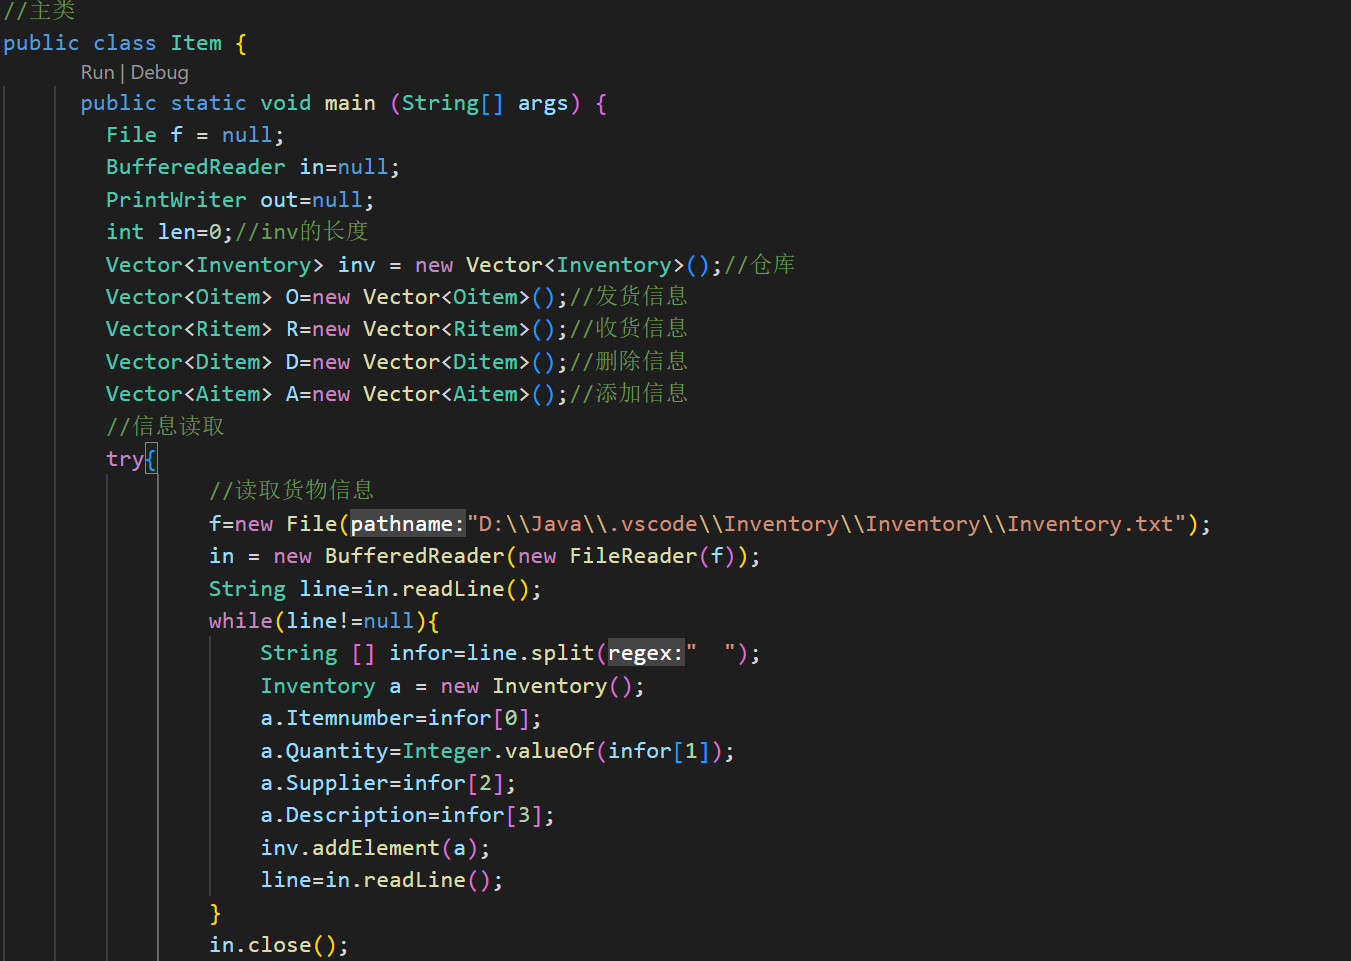 //主类
public class Item {
Run | Debug
public static void main (String[] args) {
File f = null;
BufferedReader in=null;
PrintWriter out=null;
int len=0;//inv的长度
Vector<Inventory> inv = new Vector<Inventory>();//仓库
Vector<Oitem> O=new Vector<Oitem>();//发货信息
Vector<Ritem> R=new Vector<Ritem>();//收货信息
Vector<Ditem> D=new Vector<Ditem>();//删除信息
Vector<Aitem> A=new Vector<Aitem>();//添加信息
//信息读取
try{
//读取货物信息
f=new File(pathname:"D:\\Java\\.vscode\\Inventory\\Inventory\\Inventory.txt");
in = new BufferedReader(new FileReader(f));
String line=in.readLine();
while(line!=null){
String [] infor=line.split(regex:"  ");
Inventory a = new Inventory();
a.Itemnumber=infor[0];
a.Quantity=Integer.valueOf(infor[1]);
a.Supplier=infor[2];
a.Description=infor[3];
inv.addElement(a);
line=in.readLine();
}
in.close();